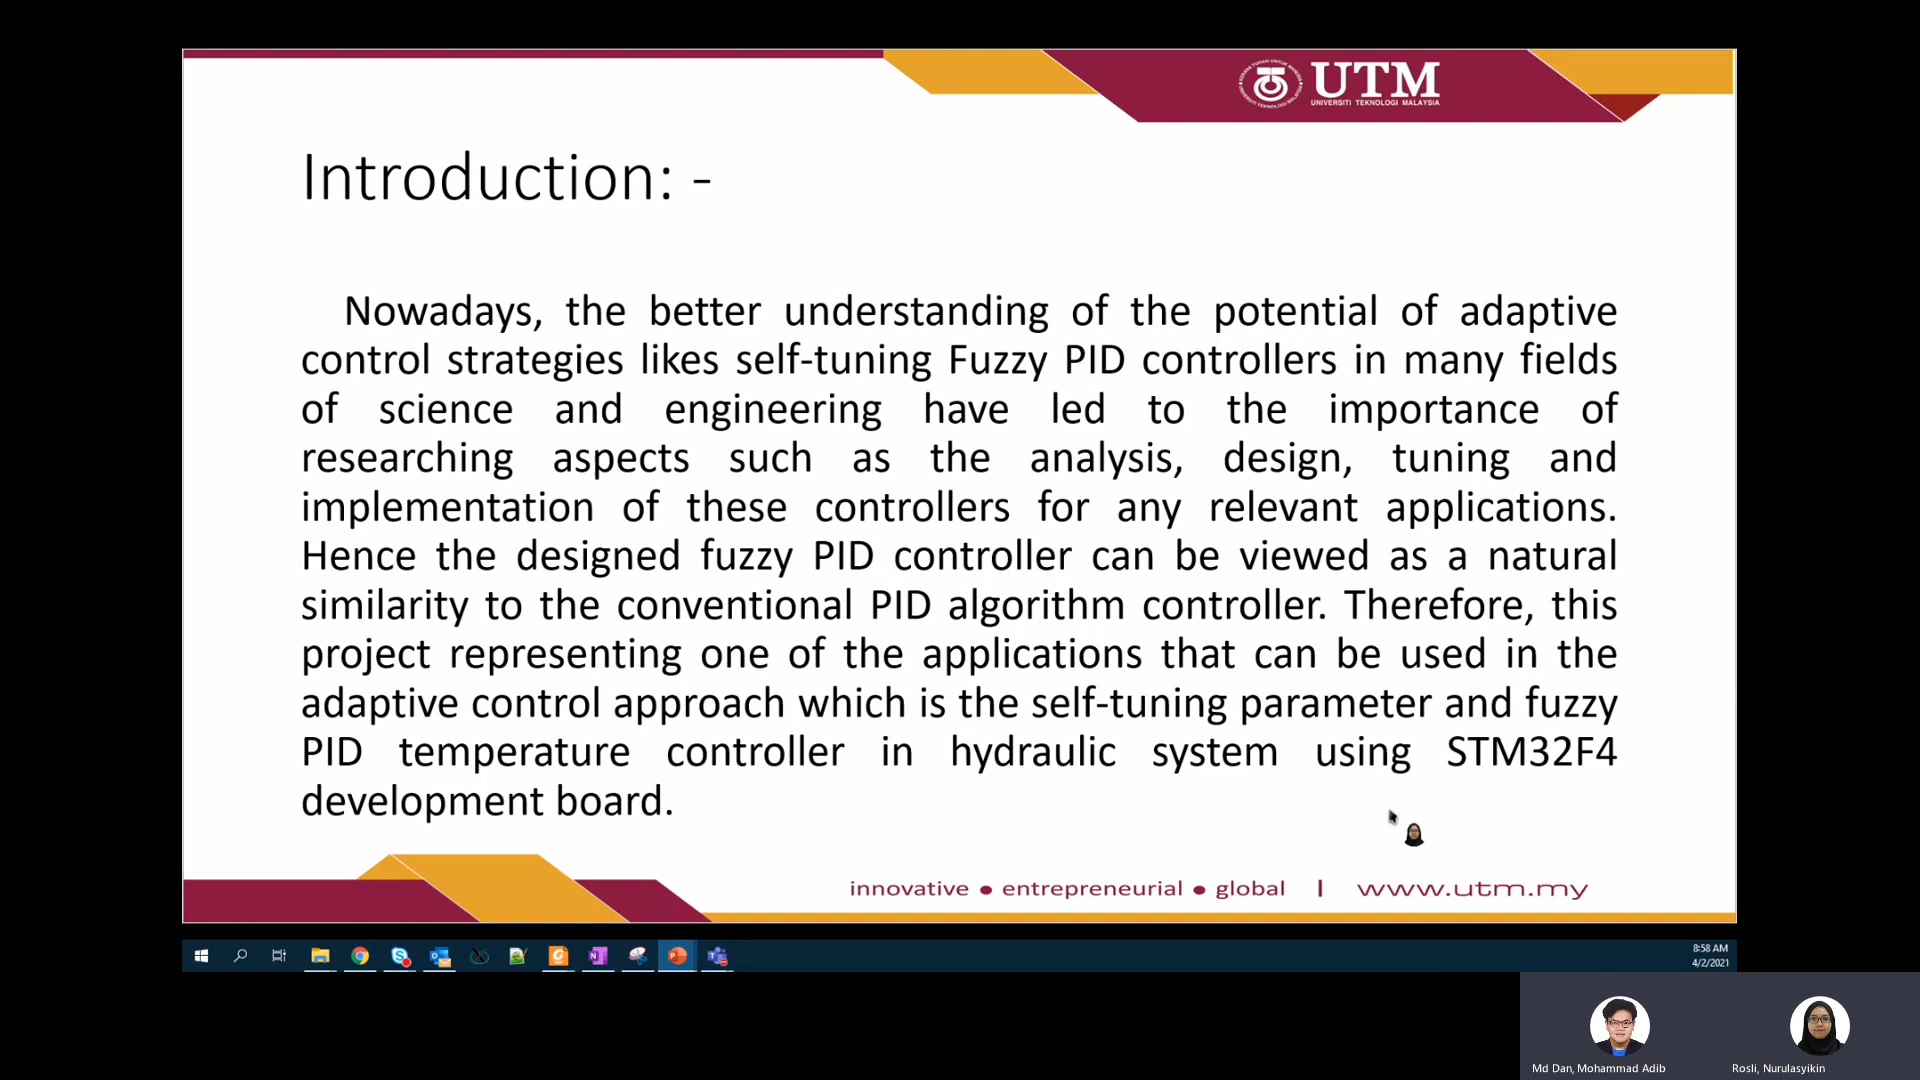 UTM
UNIVERSITI TEKNOLOGI MALAYSIA
Introduction: -
Nowadays, the better understanding of the potential of adaptive
control strategies likes self-tuning Fuzzy PID controllers in many fields
of science and engineering have led to the importance of
researching aspects such as the analysis, design, tuning and
implementation of these controllers for any relevant applications.
Hence the designed fuzzy PID controller can be viewed as a natural
similarity to the conventional PID algorithm controller. Therefore, this
project representing one of the applications that can be used in the
adaptive control approach which is the self-tuning parameter and fuzzy
PID temperature controller in hydraulic system using STM32F4
development board.
innovative ● entrepreneurial ● global | www.utm.my
8:58 AM
4/2/2021
Md Dan, Mohammad Adib
Rosli, Nurulasyikin